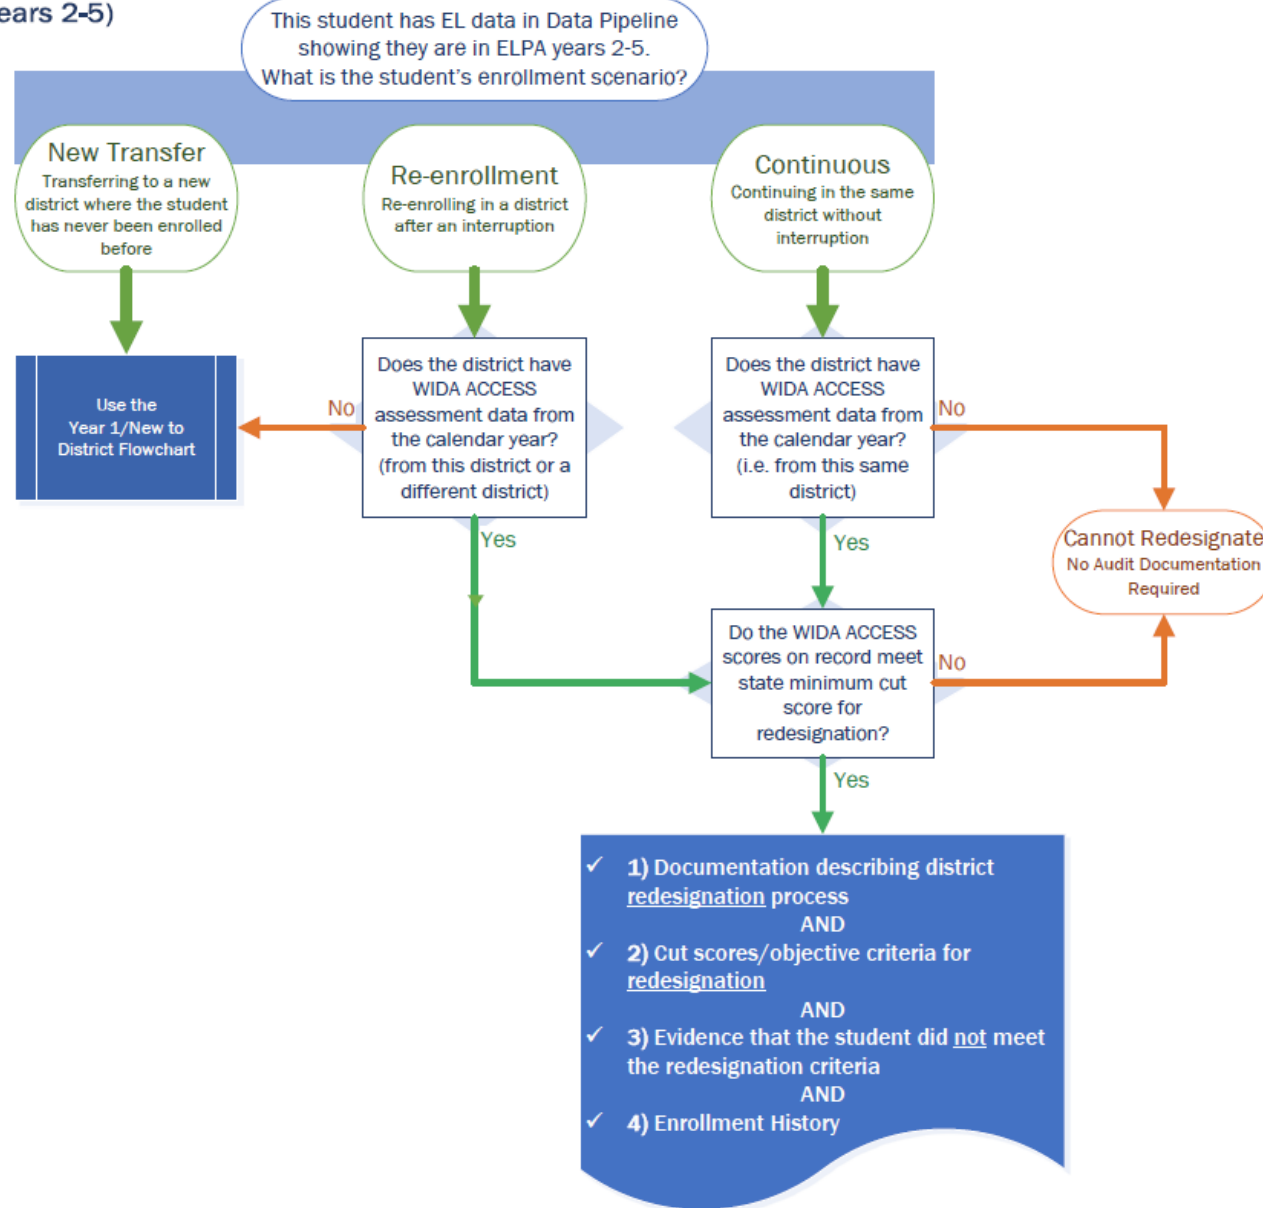 ears 2-5)
This student has EL data in Data Pipeline
showing they are in ELPA years 2-5.
What is the student's enrollment scenario?
New Transfer
Transferring to a new
district where the student
has never been enrolled
before
Re-enrollment
Re-enrolling in a district
after an interruption
Continuous
Continuing in the same
district without
interruption
Use the
Year 1/New to
District Flowchart
No
Does the district have
WIDA ACCESS
assessment data from
the calendar year?
(from this district or a
different district)
Yes
Does the district have
WIDA ACCESS
assessment data from
the calendar year?
(i.e. from this same
district)
No
Yes
Cannot Redesignate
No Audit Documentation
Required
Do the WIDA ACCESS
scores on record meet
state minimum cut
score for
redesignation?
No
Yes
✓ 1) Documentation describing district
redesignation process
AND
✓ 2) Cut scores/objective criteria for
redesignation
AND
✓ 3) Evidence that the student did not meet
the redesignation criteria
AND
✓ 4) Enrollment History